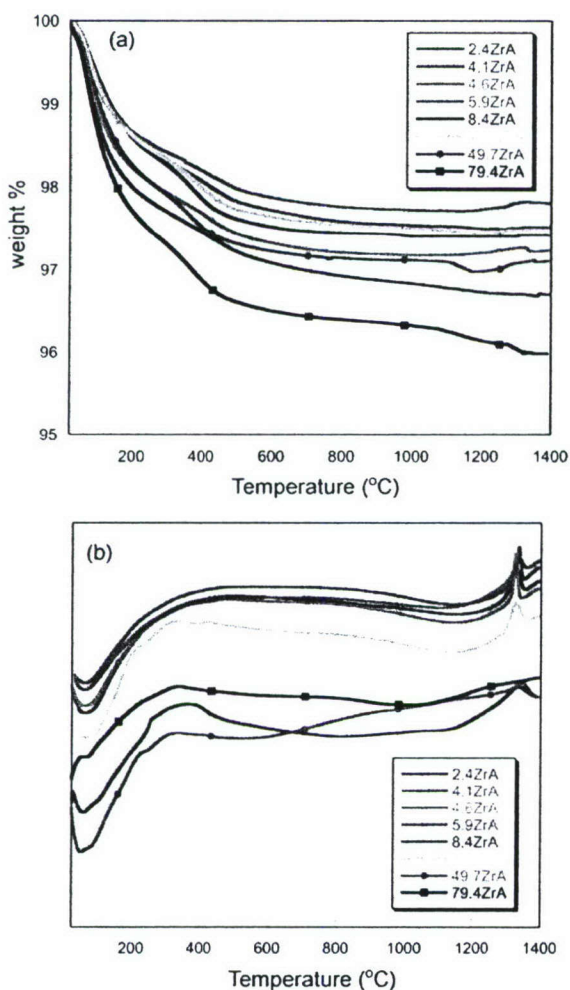 (a)
100
99
98
97
96
95
weight %
2.4ZrA
4.1ZrA
4.6ZrA
5.9ZrA
8.4ZrA
49.7ZrA
79.4ZrA
200 400 600 800 1000 1200 1400
Temperature (°C)
(b)
2.4ZrA
4.1ZrA
4.6ZrA
5.9ZrA
8.4ZrA
49.7ZrA
79.4ZrA
200 400 600 800 1000 1200 1400
Temperature (°C)